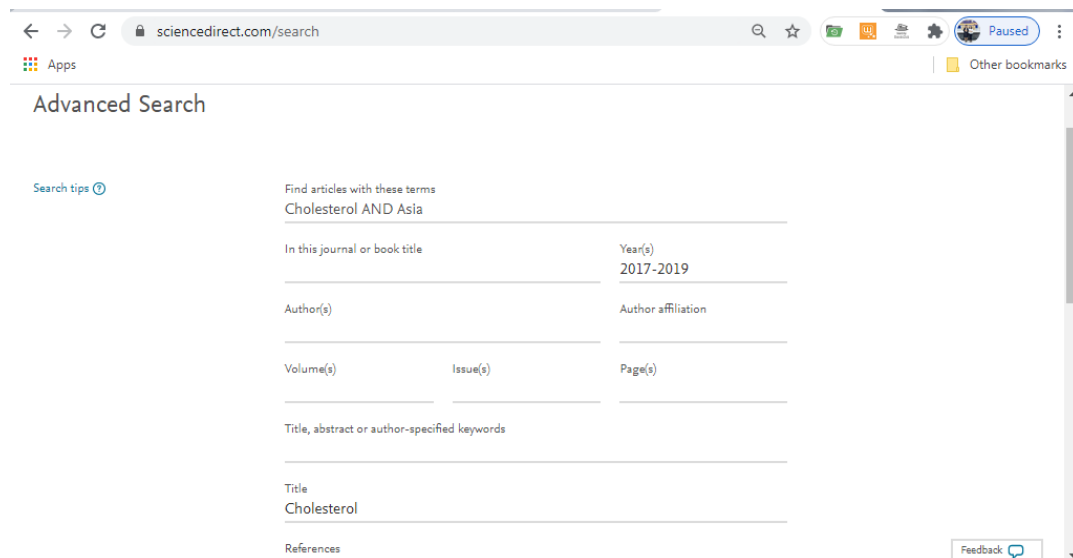 sciencedirect.com/search
Paused
Apps
Other bookmarks
Advanced Search
Search tips
Find articles with these terms
Cholesterol AND Asia
In this journal or book title
Year(s)
2017-2019
Author(s)
Author affiliation
Volume(s)
Issue(s)
Page(s)
Title, abstract or author-specified keywords
Title
Cholesterol
References
Feedback